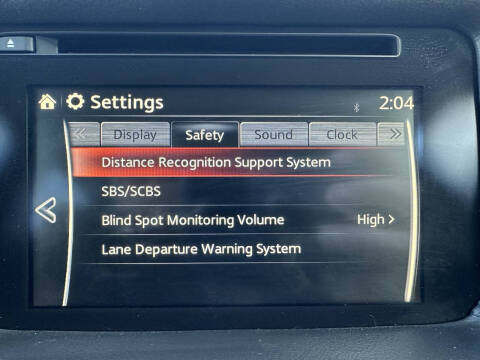 Settings 2:04
<< Display Safety Sound Clock >>
Distance Recognition Support System
SBS/SCBS
Blind Spot Monitoring Volume High >
Lane Departure Warning System